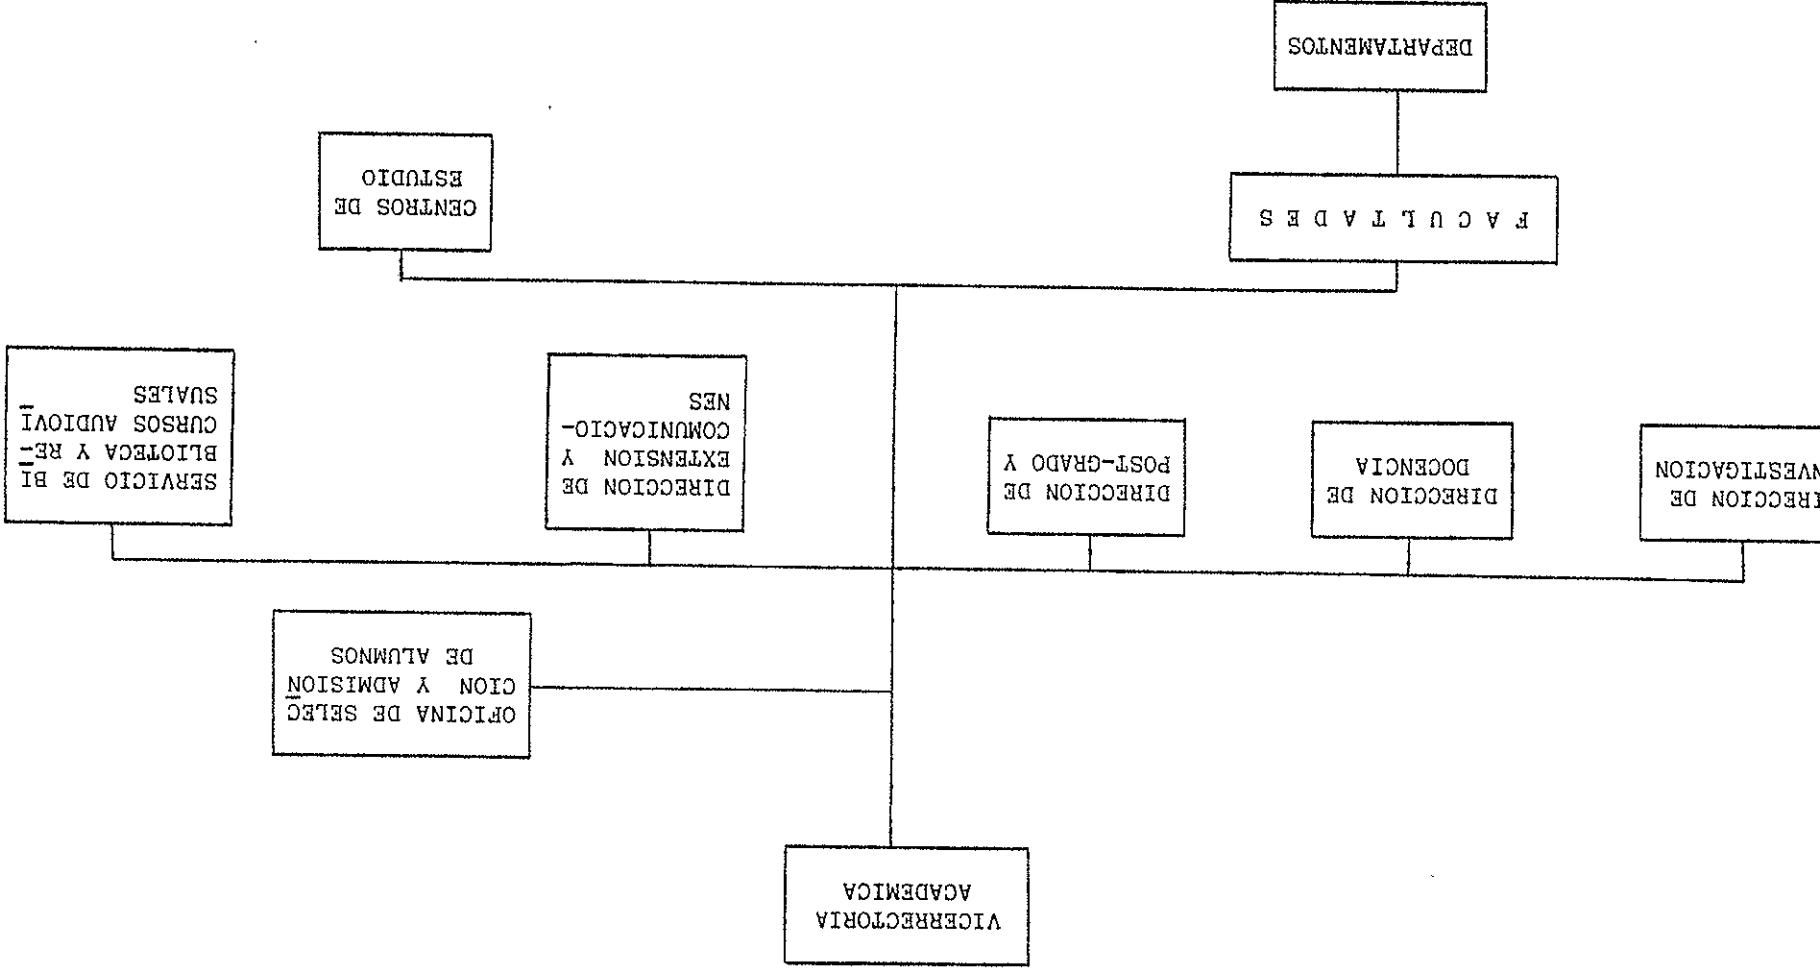 VICERRECTORIA
ACADEMICA
OFICINA DE SELEC
CION Y ADMISION
DE ALUMNOS
IRECCION DE
NVESTIGACION
DIRECCION DE
DOCENCIA
DIRECCION DE
POST-GRADO Y
DIRECCION DE
EXTENSION Y
COMUNICACIO-
NES
SERVICIO DE BI
BLIOTECA Y RE-
CURSOS AUDIOVI
SUALES
F A C U L T A D E S
CENTROS DE
ESTUDIO
DEPARTAMENTOS